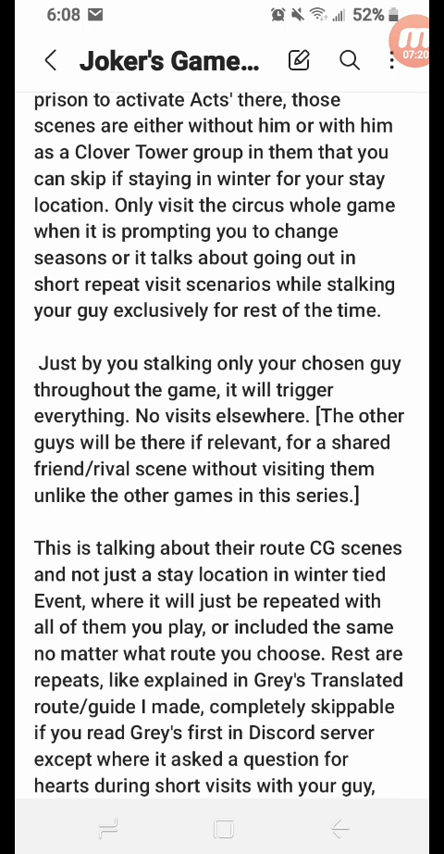 6:08 52%
Joker's Game...
07:20
prison to activate Acts' there, those
scenes are either without him or with him
as a Clover Tower group in them that you
can skip if staying in winter for your stay
location. Only visit the circus whole game
when it is prompting you to change
seasons or it talks about going out in
short repeat visit scenarios while stalking
your guy exclusively for rest of the time.
Just by you stalking only your chosen guy
throughout the game, it will trigger
everything. No visits elsewhere. [The other
guys will be there if relevant, for a shared
friend/rival scene without visiting them
unlike the other games in this series.]
This is talking about their route CG scenes
and not just a stay location in winter tied
Event, where it will just be repeated with
all of them you play, or included the same
no matter what route you choose. Rest are
repeats, like explained in Grey's Translated
route/guide I made, completely skippable
if you read Grey's first in Discord server
except where it asked a question for
hearts during short visits with your guy,